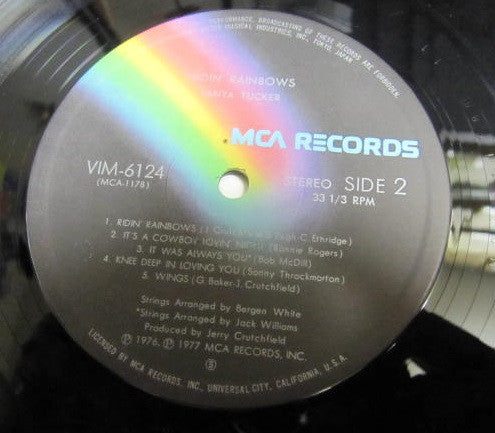 PERFORMANCE, BROADCASTING OF THESE RECORDS ARE FORBIDDEN.
MUSICAL INDUSTRIES, INC., TOKYO, JAPAN
RIDIN' RAINBOWS
TANYA TUCKER
MCA RECORDS
VIM-6124
(MCA-1178)
STEREO SIDE 2
33 1/3 RPM
1. RIDIN' RAINBOWS
C. Ethridge)
2. IT'S A COWBOY LOVIN' NIGHT (Ronnie Rogers)
3. IT WAS ALWAYS YOU* (Bob McDill)
4. KNEE DEEP IN LOVING YOU (Sonny Throckmorton)
5. WINGS (G. Baker-J. Crutchfield)
Strings Arranged by Bergen White
*Strings Arranged by Jack Williams
Produced by Jerry Crutchfield
℗ 1976, ℗ 1977 MCA RECORDS, INC.
LICENSED BY MCA RECORDS, INC., UNIVERSAL CITY, CALIFORNIA, U.S.A.